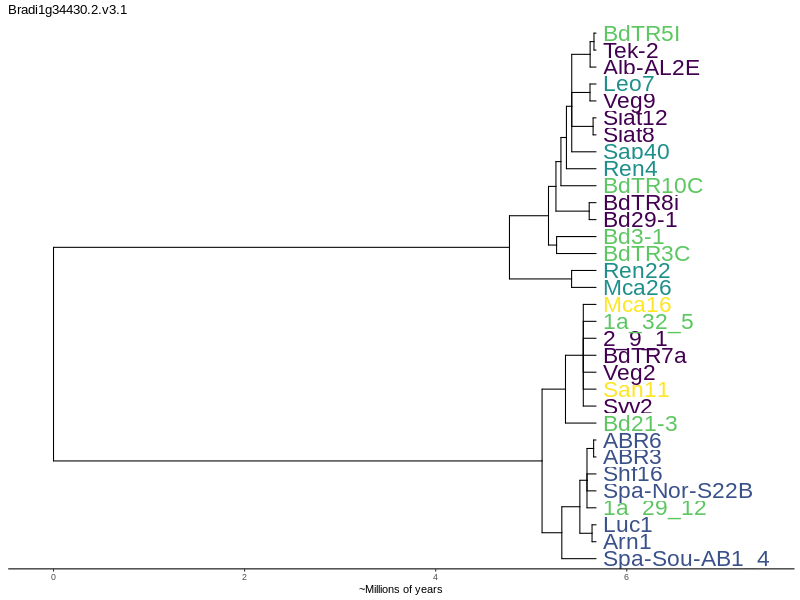 Bradi1g34430.2.v3.1
BdTR5I
Tek-2
Alb-AL2E
Leo7
Veg9
Siat12
Siat8
Sap40
Ren4
BdTR10C
BdTR8i
Bd29-1
Bd3-1
BdTR3C
Ren22
Mca26
Mca16
1a_32_5
2_9_1
BdTR7a
Veg2
San11
Syv2
Bd21-3
ABR6
ABR3
Shf16
Spa-Nor-S22B
1a_29_12
Luc1
Arn1
Spa-Sou-AB1_4
0 2 4 6
~Millions of years